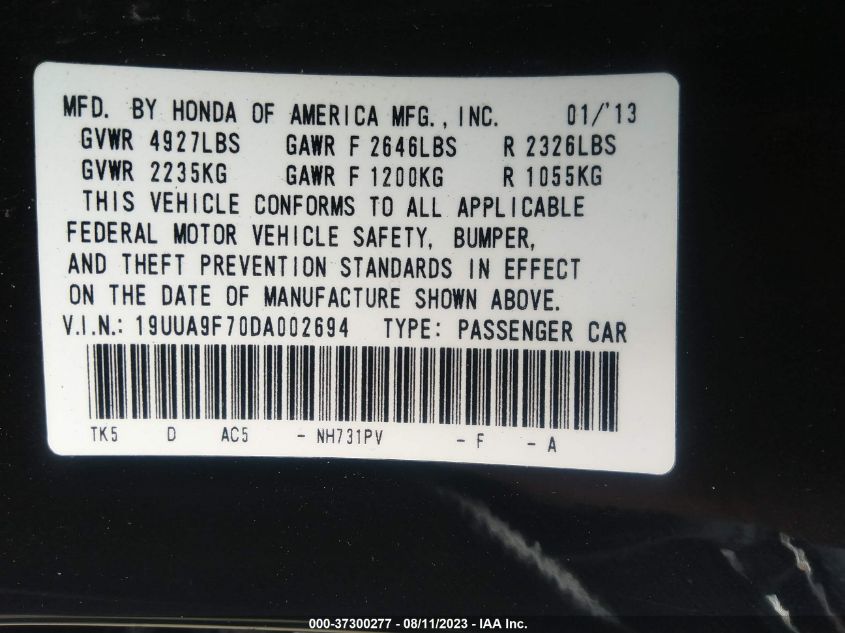 MFD. BY HONDA OF AMERICA MFG., INC. 01/'13
GVWR 4927LBS GAWR F 2646LBS R 2326LBS
GVWR 2235KG GAWR F 1200KG R 1055KG
THIS VEHICLE CONFORMS TO ALL APPLICABLE
FEDERAL MOTOR VEHICLE SAFETY, BUMPER,
AND THEFT PREVENTION STANDARDS IN EFFECT
ON THE DATE OF MANUFACTURE SHOWN ABOVE.
V.I.N.: 19UUA9F70DA002694 TYPE: PASSENGER CAR
TK5 D AC5 - NH731PV - F - A
000-37300277 - 08/11/2023 - IAA Inc.